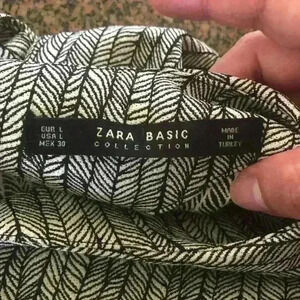 EUR L
USA L
MEX 30
ZARA BASIC
COLLECTION
MADE
IN
TURKEY